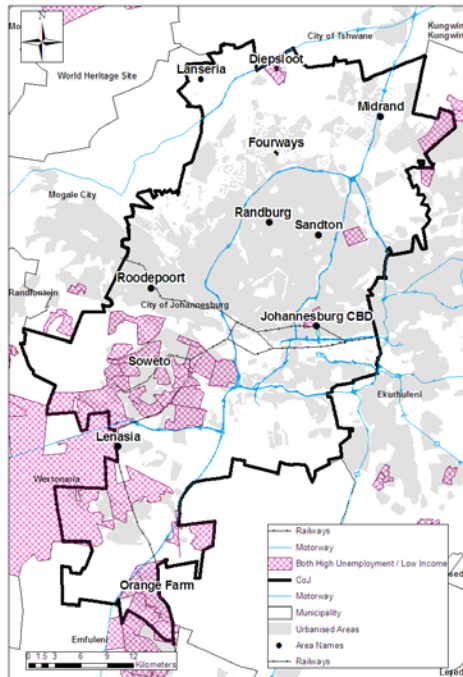 Mo
N
City of Tshwane
Kungwin
Kungwin
World Heritage Site
Lanseria
Diepsloot
Midrand
Fourways
Mogale City
Randburg
Sandton
Roodepoort
Randfontein
City of Johannesburg
Johannesburg CBD
Soweto
Ekurhuleni
Lenasia
Westonaria
Orange Farm
Emfuleni
Railways
Motorway
Both High Unemployment / Low Income
CoJ
Motorway
Municipality
Urbanised Areas
Area Names
Railways
0 1.5 3 6 9 12
Kilometers
Lesed